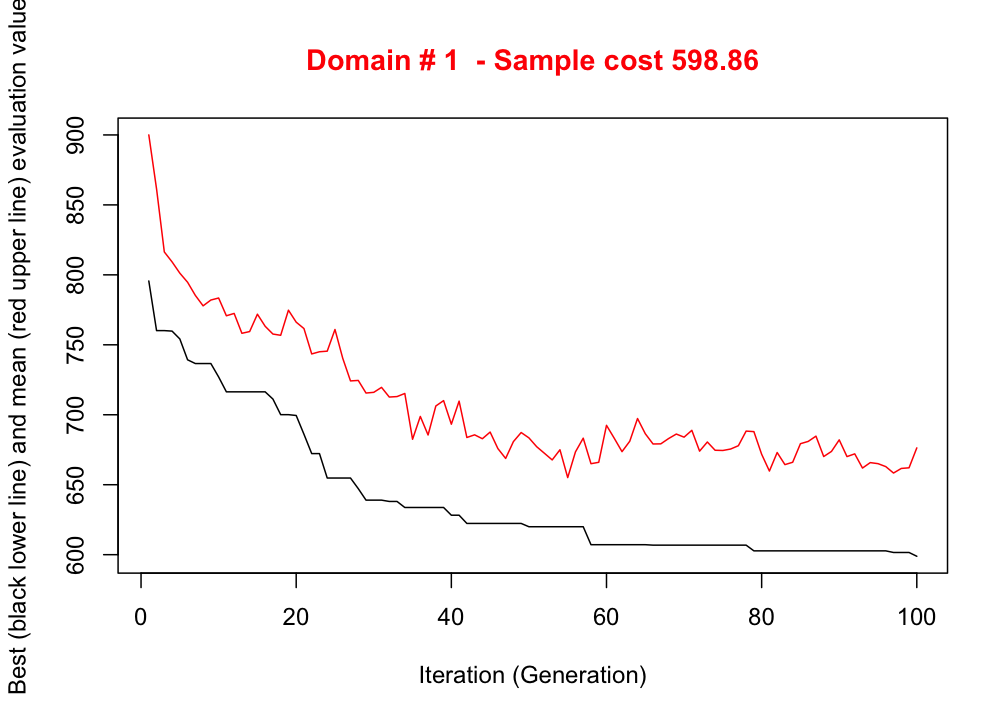 Domain # 1  - Sample cost 598.86
Best (black lower line) and mean (red upper line) evaluation value
900
850
800
750
700
650
600
0 20 40 60 80 100
Iteration (Generation)